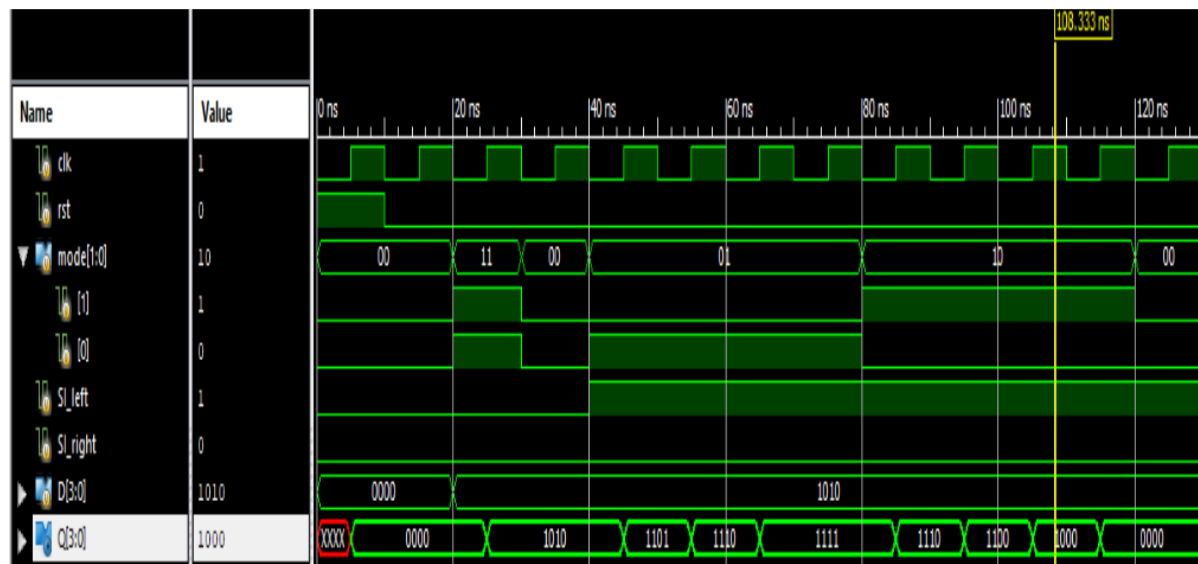 108.333 ns
Name Value 0 ns 20 ns 40 ns 60 ns 80 ns 100 ns 120 ns
clk 1
rst 0
mode[1:0] 10 00 11 00 01 10 00
[1] 1
[0] 0
SI_left 1
SI_right 0
D[3:0] 1010 0000 1010
Q[3:0] 1000 XXXX 0000 1010 1101 1110 1111 1110 1100 1000 0000